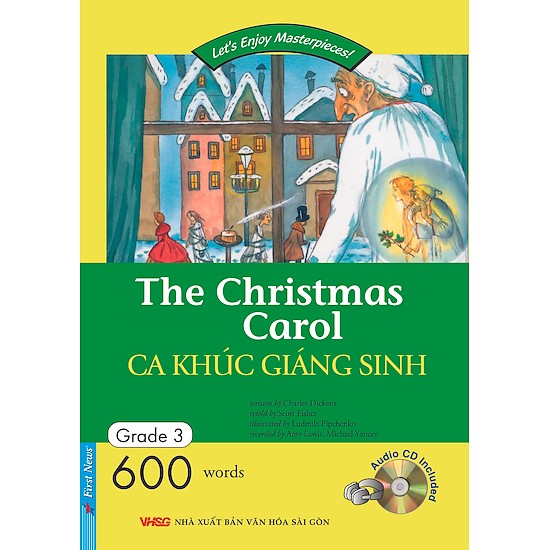 Let's Enjoy Masterpieces!
The Christmas
Carol
CA KHÚC GIÁNG SINH
written by Charles Dickens
retold by Scott Fisher
illustrated by Ludmila Pipchenko
recorded by Amy Lewis, Michael Yancey
Grade 3
600 words
Audio CD Included
First News
VHSG NHÀ XUẤT BẢN VĂN HÓA SÀI GÒN